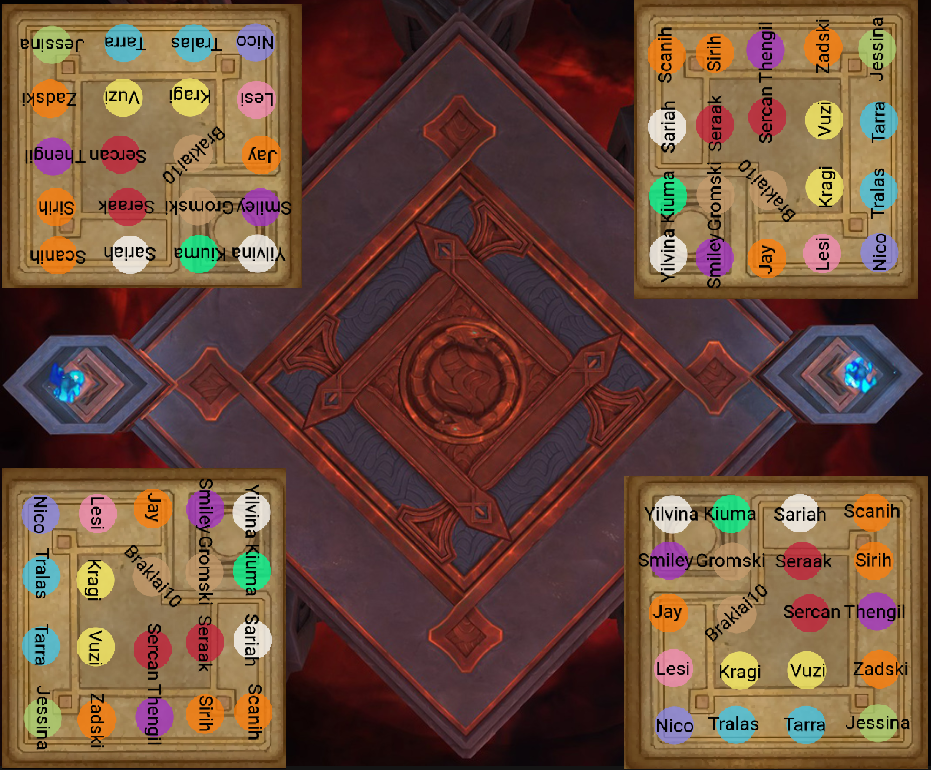 Jessina Tarra Tralas Nico
Zadski Vuzi Kragi Lesi
Thengil Sercan Braklai10 Jay
Sirih Seraak Gromski Smiley
Scanih Sariah Kiuma Yilvina
Scanih Sirih Thengil Zadski Jessina
Sariah Seraak Sercan Vuzi Tarra
Kiuma Gromski Braklai10 Kragi Tralas
Yilvina Smiley Jay Lesi Nico
Nico Lesi Jay Smiley Yilvina
Tralas Kragi Braklai10 Gromski Kiuma
Tarra Vuzi Sercan Seraak Sariah
Jessina Zadski Thengil Sirih Scanih
Yilvina Kiuma Sariah Scanih
Smiley Gromski Seraak Sirih
Jay Braklai10 Sercan Thengil
Lesi Kragi Vuzi Zadski
Nico Tralas Tarra Jessina